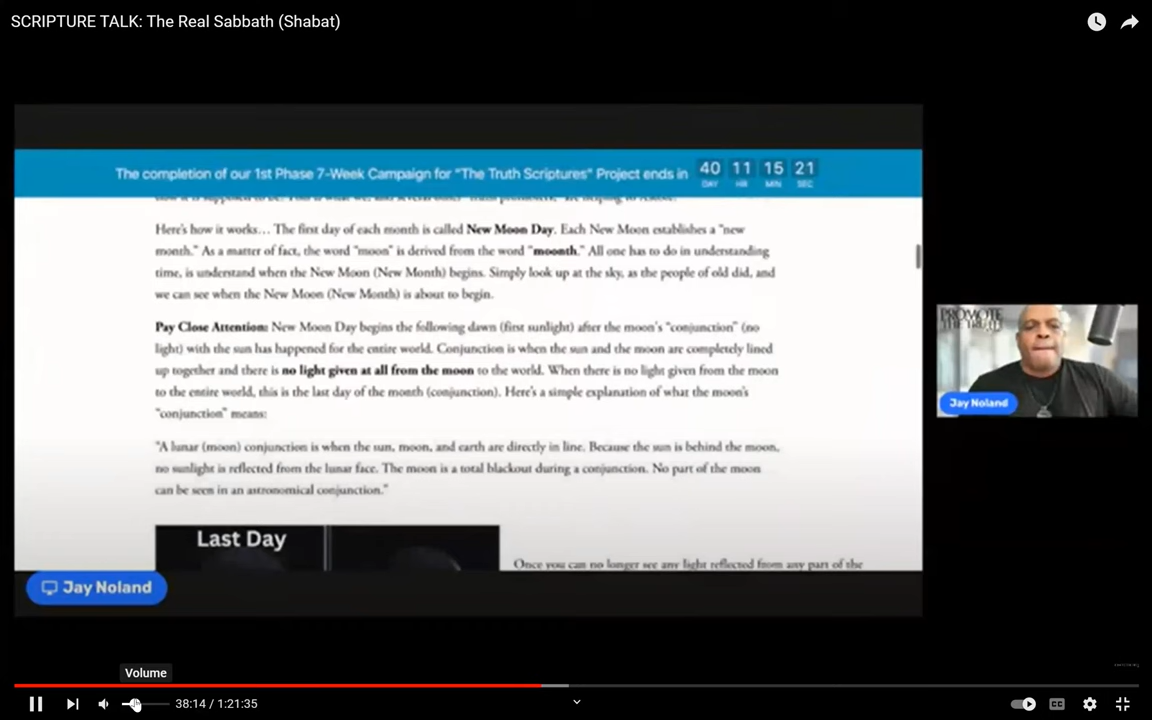 SCRIPTURE TALK: The Real Sabbath (Shabat)
The completion of our 1st Phase 7-Week Campaign for "The Truth Scriptures" Project ends in 40 11 15 21
DAY HR MIN SEC
Here's how it works... The first day of each month is called New Moon Day. Each New Moon establishes a "new
month." As a matter of fact, the word "moon" is derived from the word "moonth." All one has to do in understanding
time, is understand when the New Moon (New Month) begins. Simply look up at the sky, as the people of old did, and
we can see when the New Moon (New Month) is about to begin.
Pay Close Attention: New Moon Day begins the following dawn (first sunlight) after the moon's "conjunction" (no
light) with the sun has happened for the entire world. Conjunction is when the sun and the moon are completely lined
up together and there is no light given at all from the moon to the world. When there is no light given from the moon
to the entire world, this is the last day of the month (conjunction). Here's a simple explanation of what the moon's
"conjunction" means:
"A lunar (moon) conjunction is when the sun, moon, and earth are directly in line. Because the sun is behind the moon,
no sunlight is reflected from the lunar face. The moon is a total blackout during a conjunction. No part of the moon
can be seen in an astronomical conjunction."
Last Day
Once you can no longer see any light reflected from any part of the
Jay Noland
PROMOTE
THE TRUTH
Jay Noland
Volume
38:14 / 1:21:35
CC